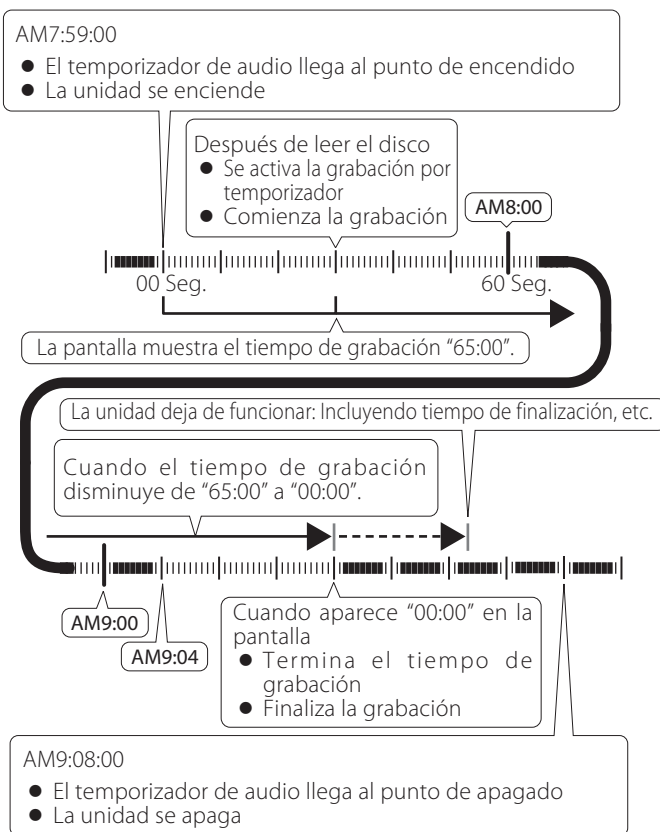 AM7:59:00
● El temporizador de audio llega al punto de encendido
● La unidad se enciende
Después de leer el disco
● Se activa la grabación por
temporizador
● Comienza la grabación
AM8:00
00 Seg.
60 Seg.
La pantalla muestra el tiempo de grabación “65:00”.
La unidad deja de funcionar: Incluyendo tiempo de finalización, etc.
Cuando el tiempo de grabación
disminuye de “65:00” a “00:00”.
AM9:00
AM9:04
Cuando aparece “00:00” en la
pantalla
● Termina el tiempo de
grabación
● Finaliza la grabación
AM9:08:00
● El temporizador de audio llega al punto de apagado
● La unidad se apaga